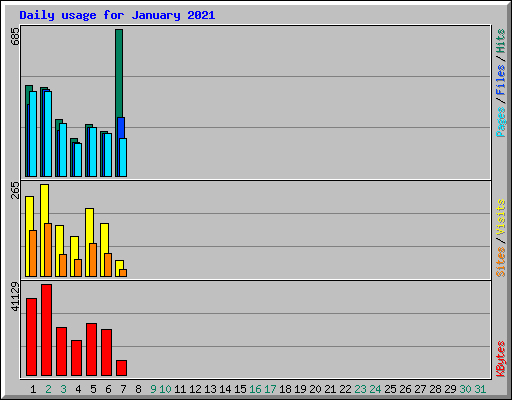 Daily usage for January 2021
685
Pages / Files / Hits
265
Sites / Visits
41129
KBytes
1 2 3 4 5 6 7 8 9 10 11 12 13 14 15 16 17 18 19 20 21 22 23 24 25 26 27 28 29 30 31